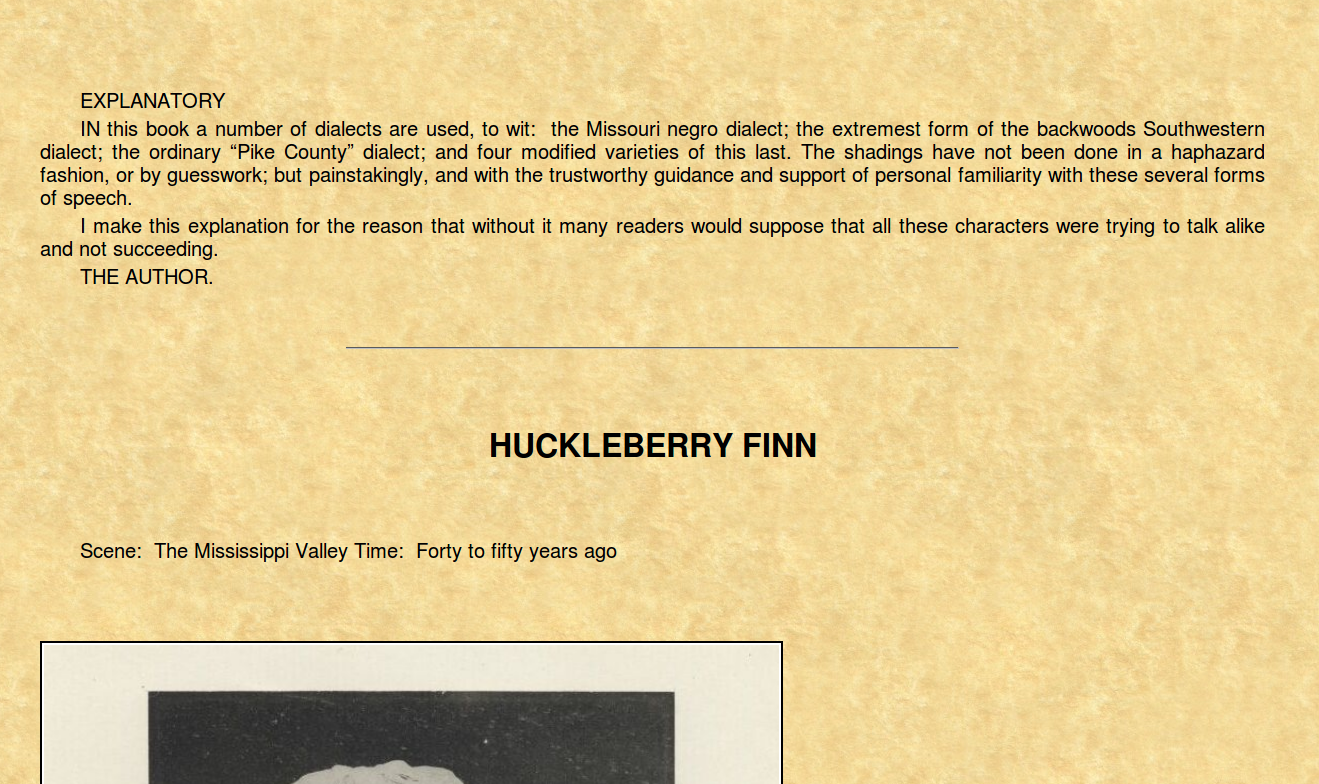 EXPLANATORY
IN this book a number of dialects are used, to wit:  the Missouri negro dialect; the extremest form of the backwoods Southwestern
dialect; the ordinary “Pike County” dialect; and four modified varieties of this last. The shadings have not been done in a haphazard
fashion, or by guesswork; but painstakingly, and with the trustworthy guidance and support of personal familiarity with these several forms
of speech.
I make this explanation for the reason that without it many readers would suppose that all these characters were trying to talk alike
and not succeeding.
THE AUTHOR.
HUCKLEBERRY FINN
Scene:  The Mississippi Valley Time:  Forty to fifty years ago